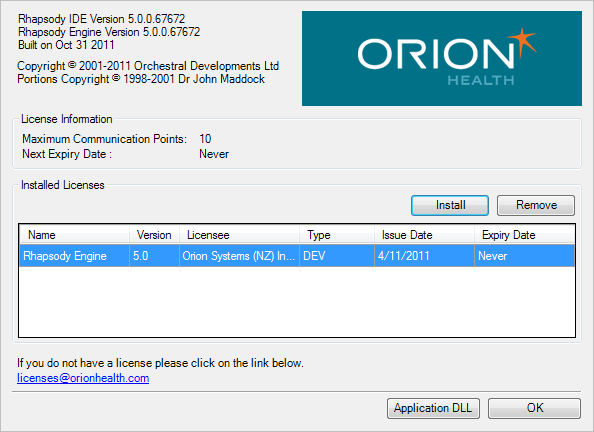 Rhapsody IDE Version 5.0.0.67672
Rhapsody Engine Version 5.0.0.67672
Built on Oct 31 2011
Copyright © 2001-2011 Orchestral Developments Ltd
Portions Copyright © 1998-2001 Dr John Maddock
ORION
HEALTH
License Information
Maximum Communication Points: 10
Next Expiry Date : Never
Installed Licenses
Install Remove
Name Version Licensee Type Issue Date Expiry Date
Rhapsody Engine 5.0 Orion Systems (NZ) In... DEV 4/11/2011 Never
If you do not have a license please click on the link below.
licenses@orionhealth.com
Application DLL OK